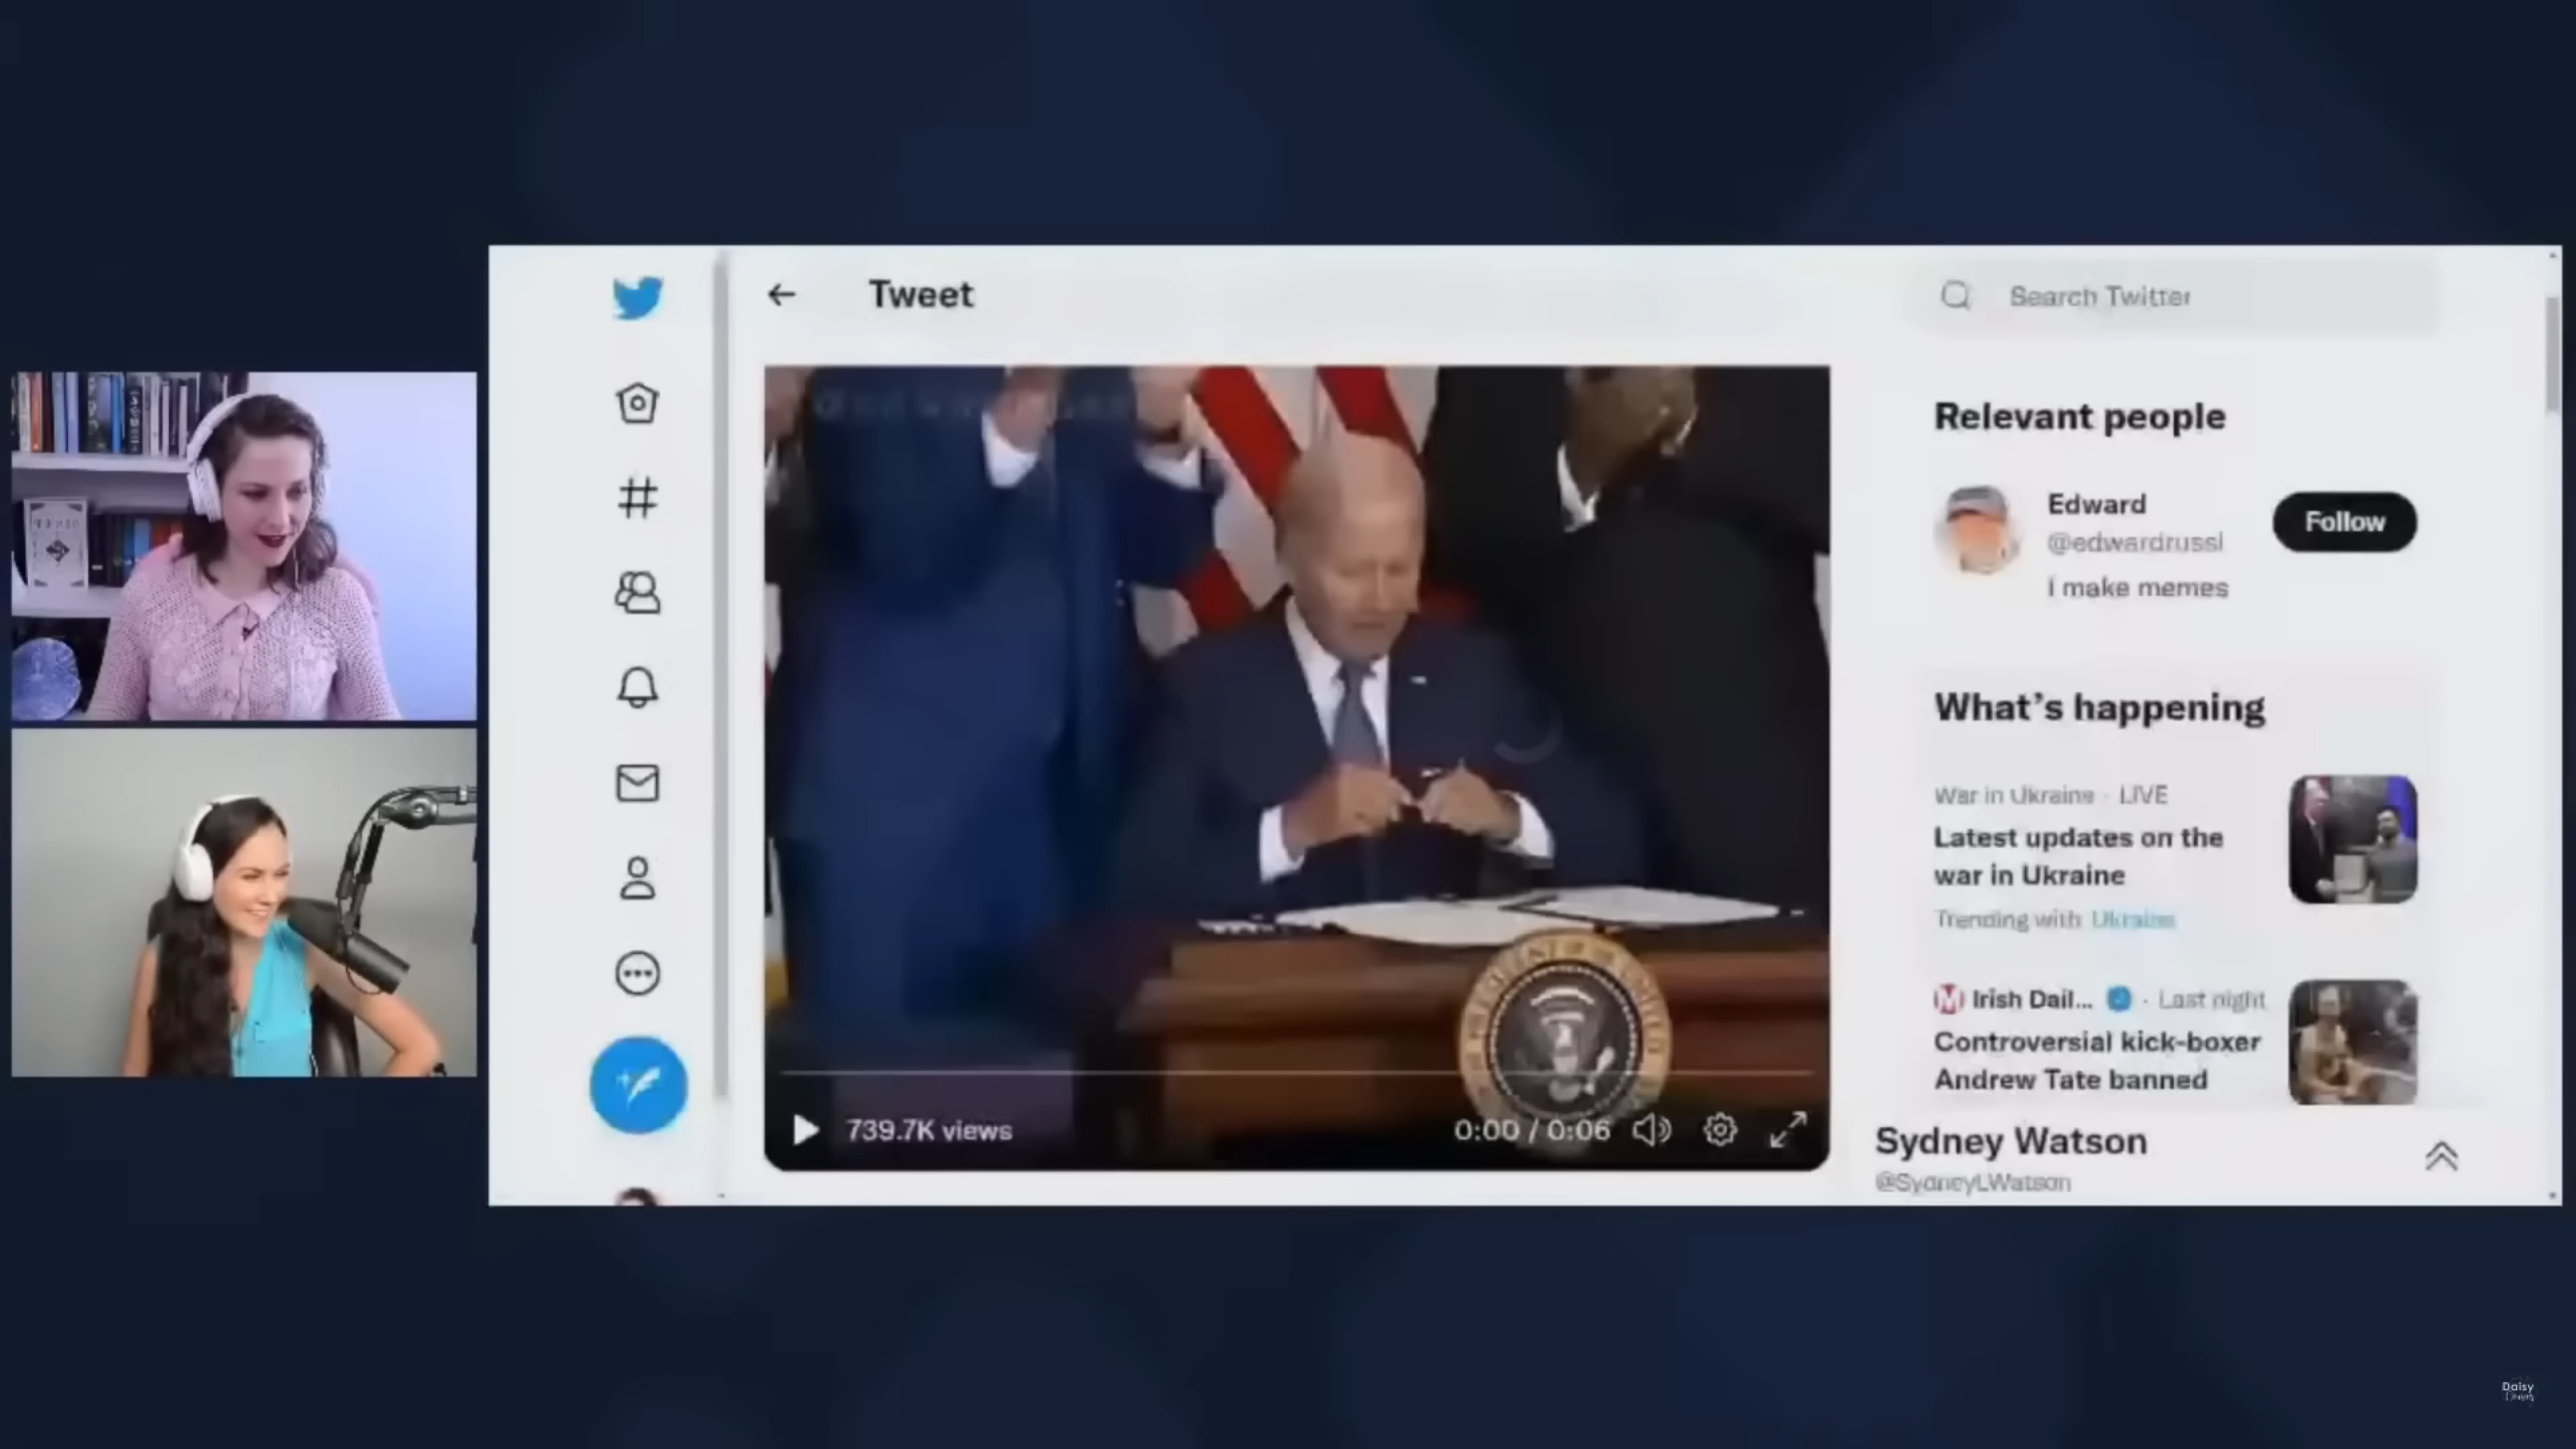 Tweet
Search Twitter
Relevant people
Edward
@edwardrussl
I make memes
Follow
What's happening
War in Ukraine · LIVE
Latest updates on the
war in Ukraine
Trending with Ukraine
Irish Dail... · Last night
Controversial kick-boxer
Andrew Tate banned
739.7K views
0:00 / 0:06
Sydney Watson
@SydneyLWatson
Daisy